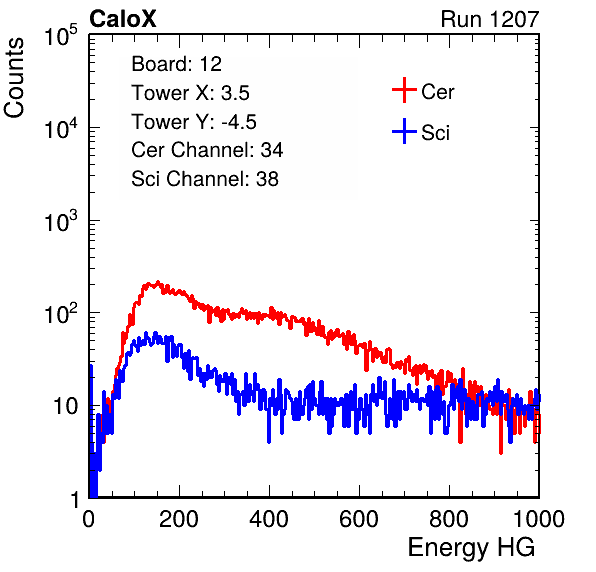 CaloX Run 1207
Counts
10^5
10^4
10^3
10^2
10
1
Board: 12
Tower X: 3.5
Tower Y: -4.5
Cer Channel: 34
Sci Channel: 38
Cer
Sci
0 200 400 600 800 1000
Energy HG